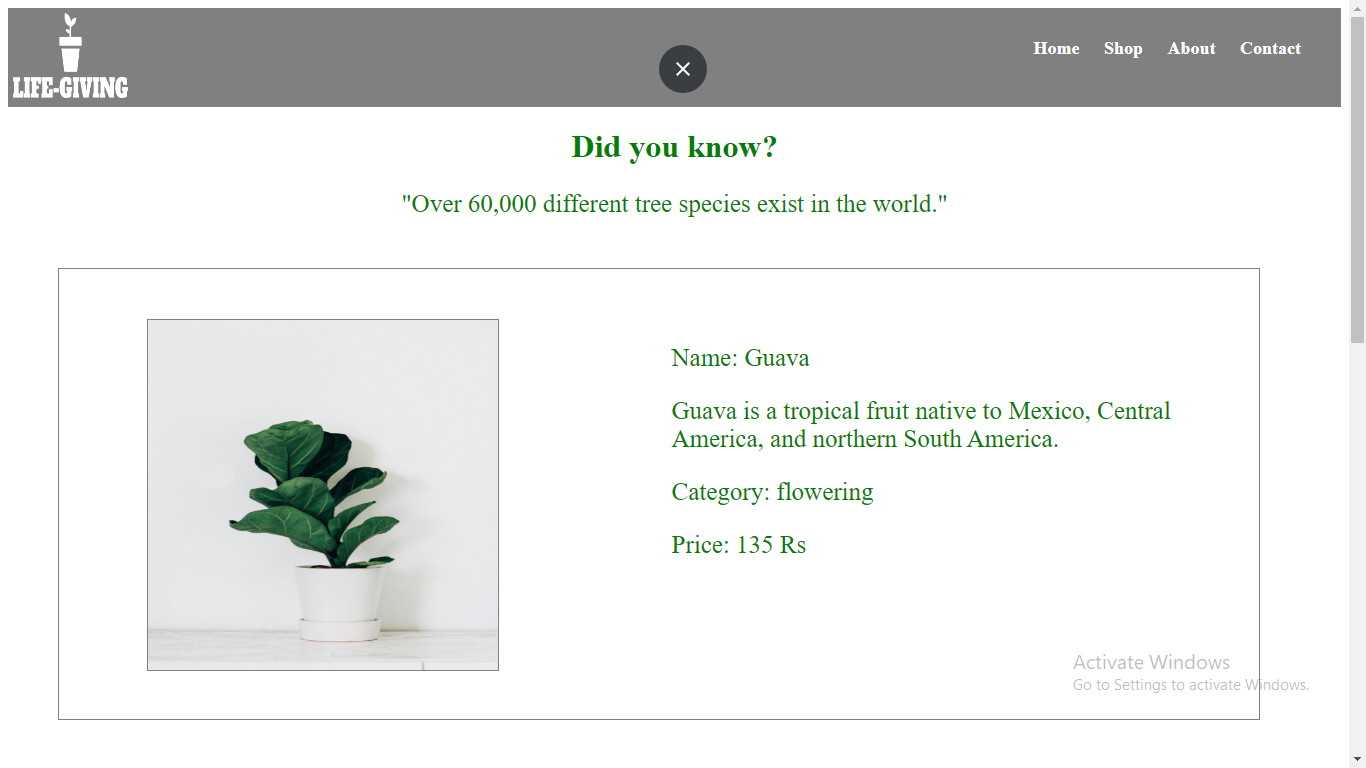 LIFE-GIVING
Home Shop About Contact
Did you know?
"Over 60,000 different tree species exist in the world."
Name: Guava
Guava is a tropical fruit native to Mexico, Central
America, and northern South America.
Category: flowering
Price: 135 Rs
Activate Windows
Go to Settings to activate Windows.